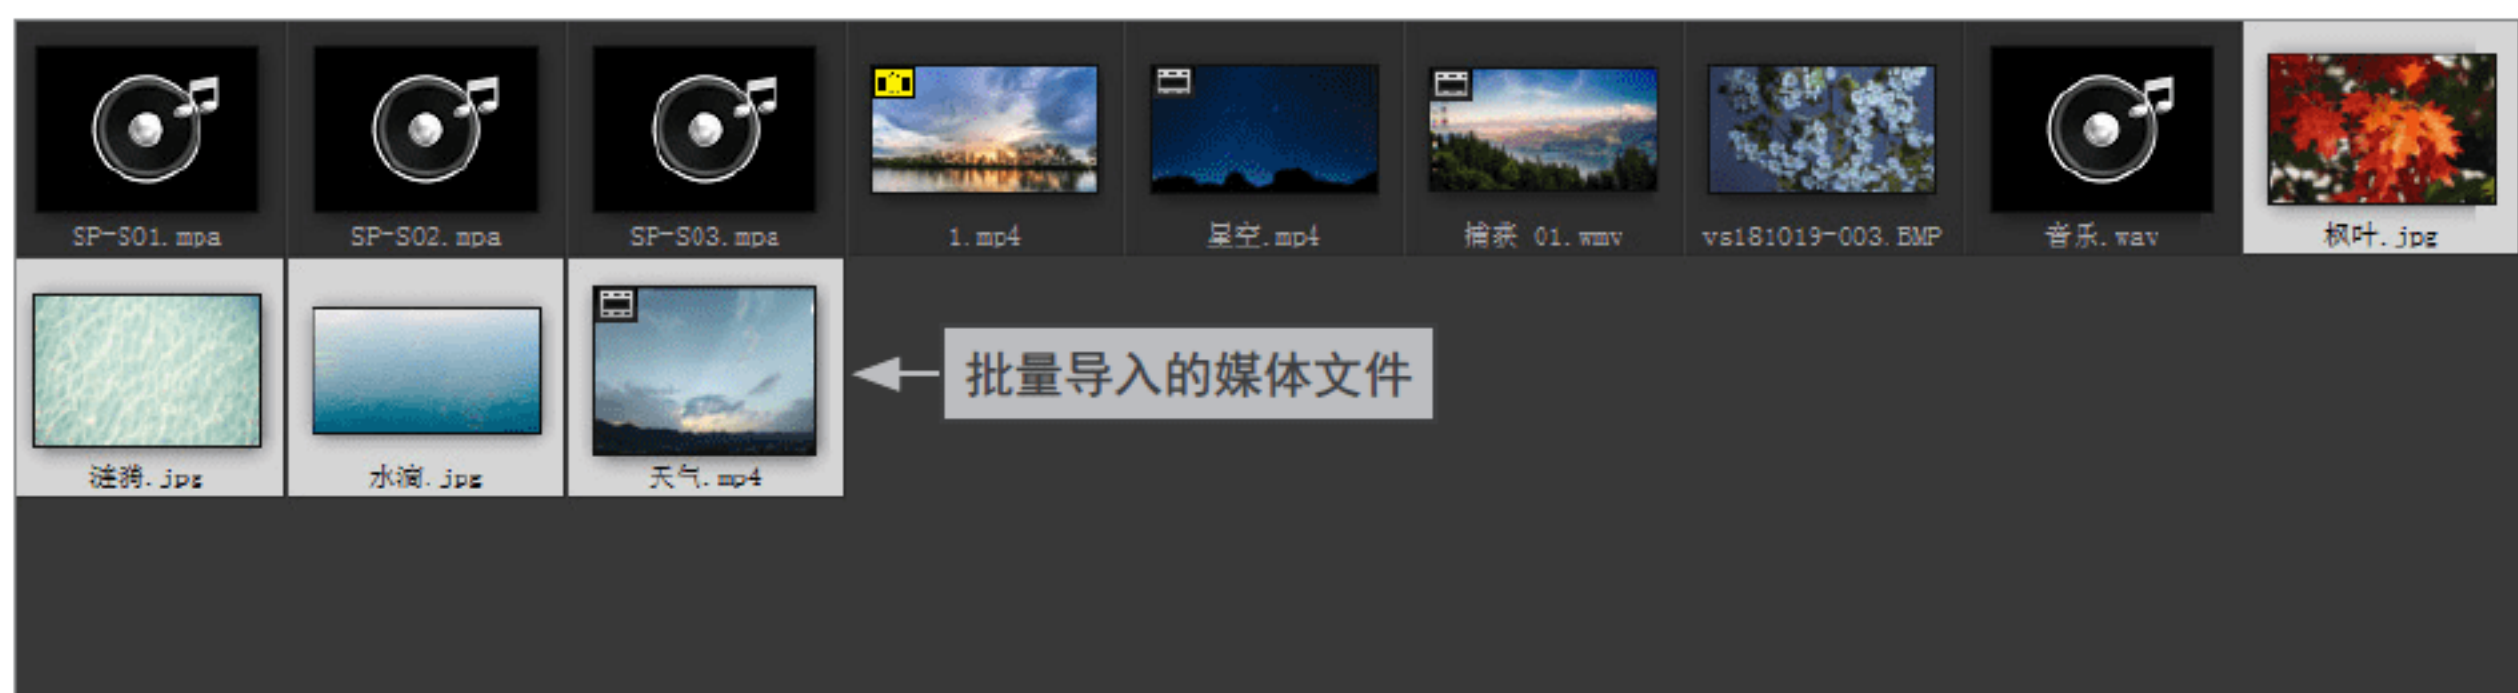 SP-S01.mpa
SP-S02.mpa
SP-S03.mpa
1.mp4
星空.mp4
捕获 01.wmv
vs181019-003.BMP
音乐.wav
枫叶.jpg
涟漪.jpg
水滴.jpg
天气.mp4
批量导入的媒体文件